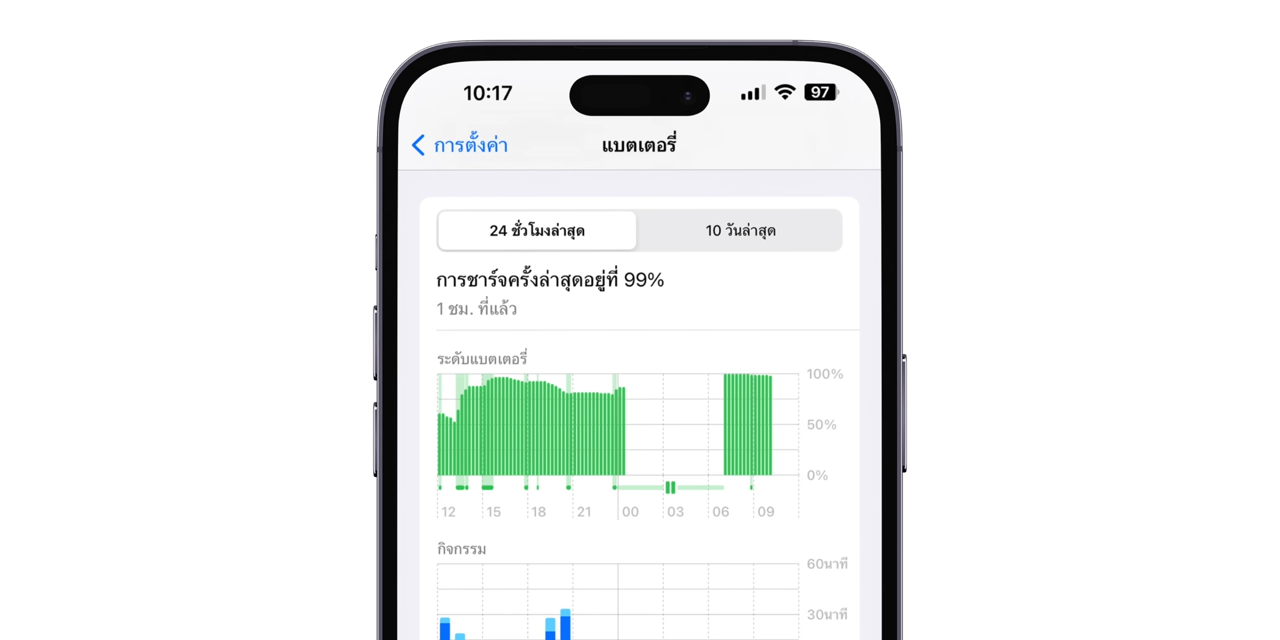 10:17
97
การตั้งค่า
แบตเตอรี่
24 ชั่วโมงล่าสุด
10 วันล่าสุด
การชาร์จครั้งล่าสุดอยู่ที่ 99%
1 ชม. ที่แล้ว
ระดับแบตเตอรี่
100%
50%
0%
12 15 18 21 00 03 06 09
กิจกรรม
60นาที
30นาที